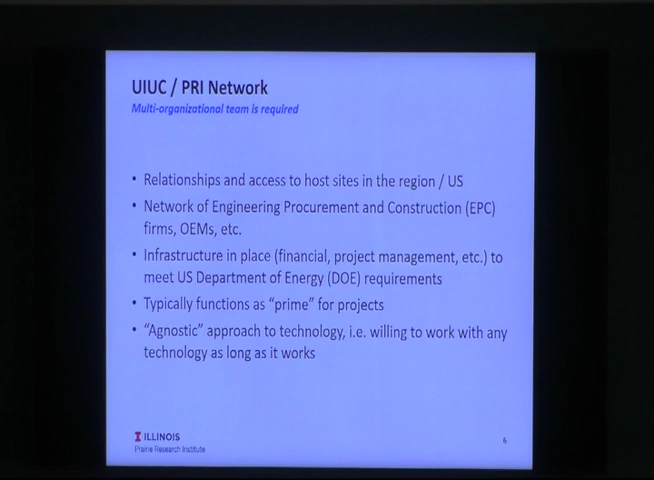 UIUC / PRI Network
Multi-organizational team is required
• Relationships and access to host sites in the region / US
• Network of Engineering Procurement and Construction (EPC)
firms, OEMs, etc.
• Infrastructure in place (financial, project management, etc.) to
meet US Department of Energy (DOE) requirements
• Typically functions as “prime” for projects
• “Agnostic” approach to technology, i.e. willing to work with any
technology as long as it works
I ILLINOIS
Prairie Research Institute
6